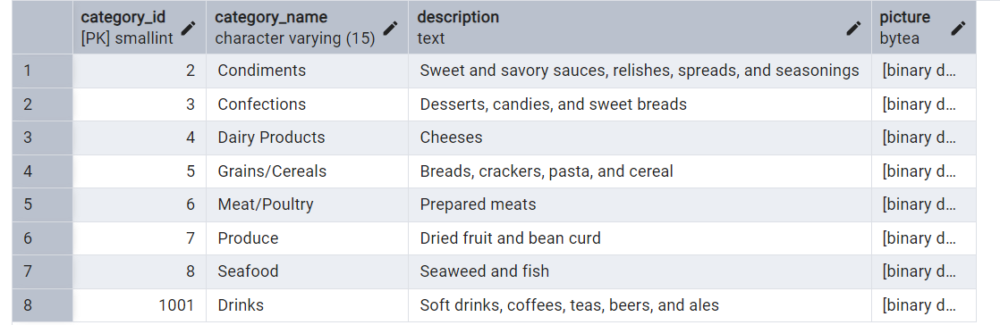 category_id category_name description picture
[PK] smallint character varying (15) text bytea
1 2 Condiments Sweet and savory sauces, relishes, spreads, and seasonings [binary d...
2 3 Confections Desserts, candies, and sweet breads [binary d...
3 4 Dairy Products Cheeses [binary d...
4 5 Grains/Cereals Breads, crackers, pasta, and cereal [binary d...
5 6 Meat/Poultry Prepared meats [binary d...
6 7 Produce Dried fruit and bean curd [binary d...
7 8 Seafood Seaweed and fish [binary d...
8 1001 Drinks Soft drinks, coffees, teas, beers, and ales [binary d...